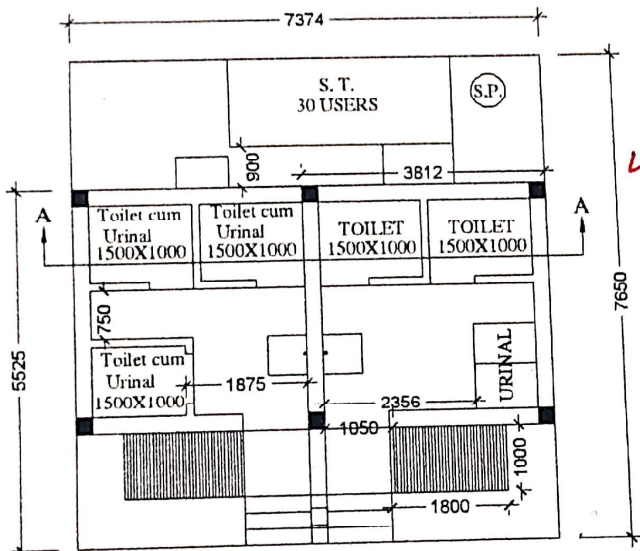 7374
S. T.
30 USERS
S.P.
900
3812
A
A
Toilet cum
Urinal
1500X1000
Toilet cum
Urinal
1500X1000
TOILET
1500X1000
TOILET
1500X1000
750
5525
7650
Toilet cum
Urinal
1500X1000
1875
2356
URINAL
1050
1000
1800